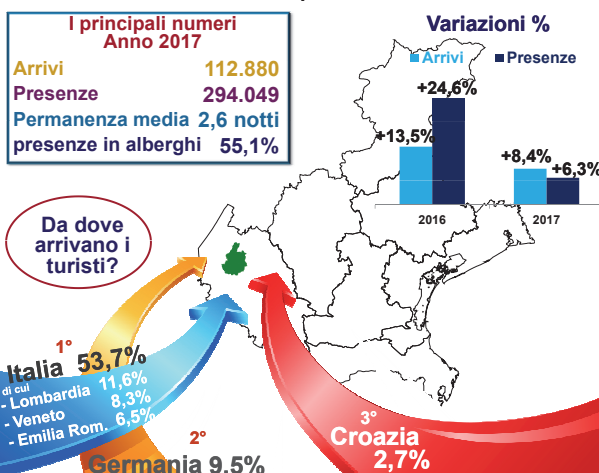 I principali numeri
Anno 2017
Arrivi 112.880
Presenze 294.049
Permanenza media 2,6 notti
presenze in alberghi 55,1%
Variazioni %
Arrivi Presenze
+24,6%
+13,5%
+8,4%
+6,3%
2016 2017
Da dove
arrivano i
turisti?
1°
Italia 53,7%
di cui
- Lombardia 11,6%
- Veneto 8,3%
- Emilia Rom. 6,5%
2°
Germania 9,5%
3°
Croazia
2,7%